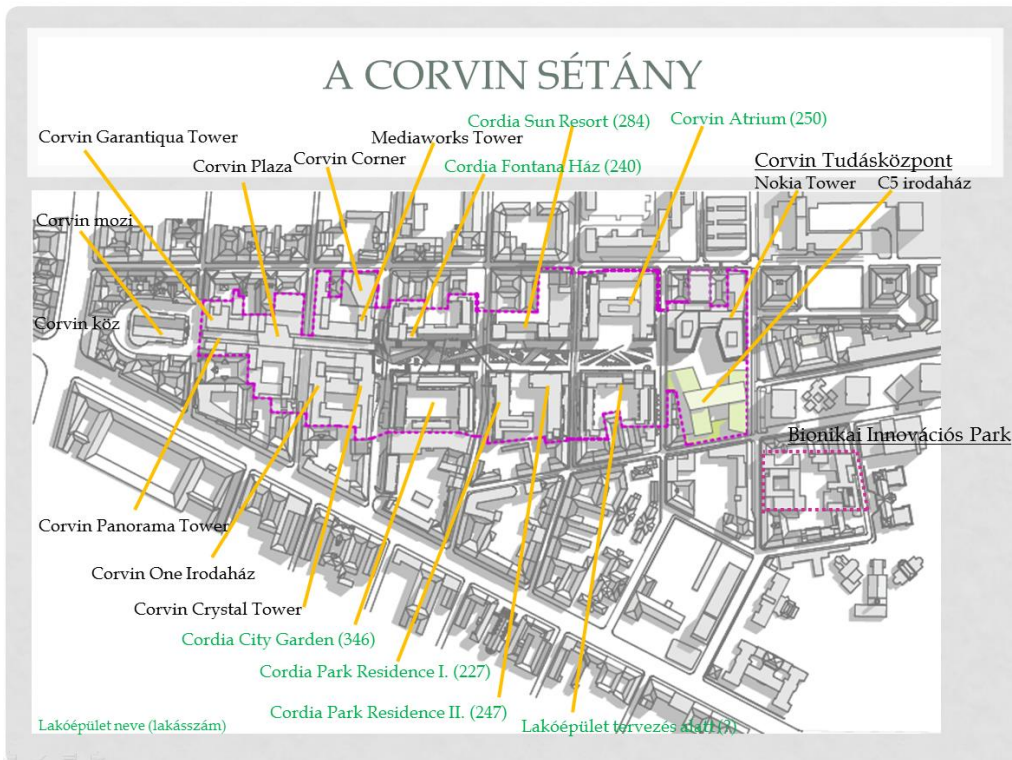 A CORVIN SÉTÁNY
Cordia Sun Resort (284)
Corvin Atrium (250)
Corvin Garantiqua Tower
Mediaworks Tower
Corvin Plaza
Corvin Corner
Cordia Fontana Ház (240)
Corvin Tudásközpont
Nokia Tower
C5 irodaház
Corvin mozi
Corvin köz
Bionikai Innovációs Park
Corvin Panorama Tower
Corvin One Irodaház
Corvin Crystal Tower
Cordia City Garden (346)
Cordia Park Residence I. (227)
Cordia Park Residence II. (247)
Lakóépület neve (lakásszám)
Lakóépület tervezés alatt (?)